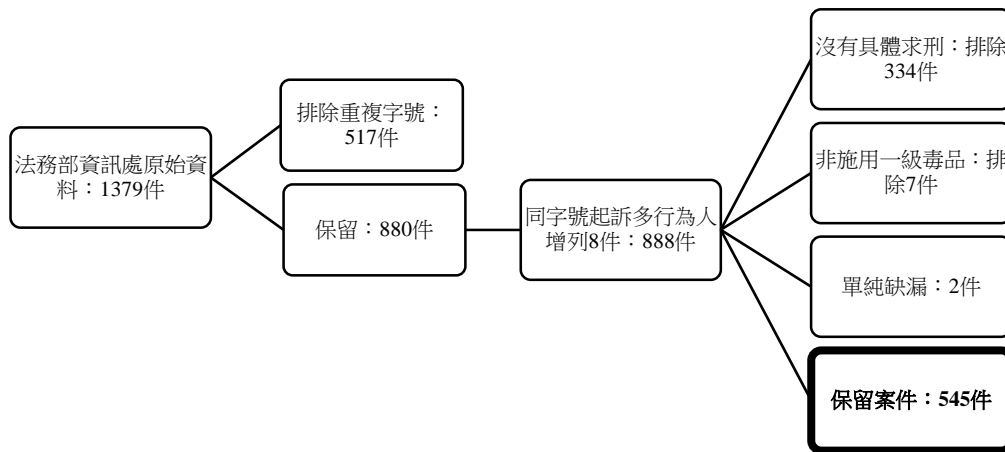 法務部資訊處原始資
料：1379件
排除重複字號：
517件
保留：880件
同字號起訴多行為人
增列8件：888件
沒有具體求刑：排除
334件
非施用一級毒品：排
除7件
單純缺漏：2件
保留案件：545件